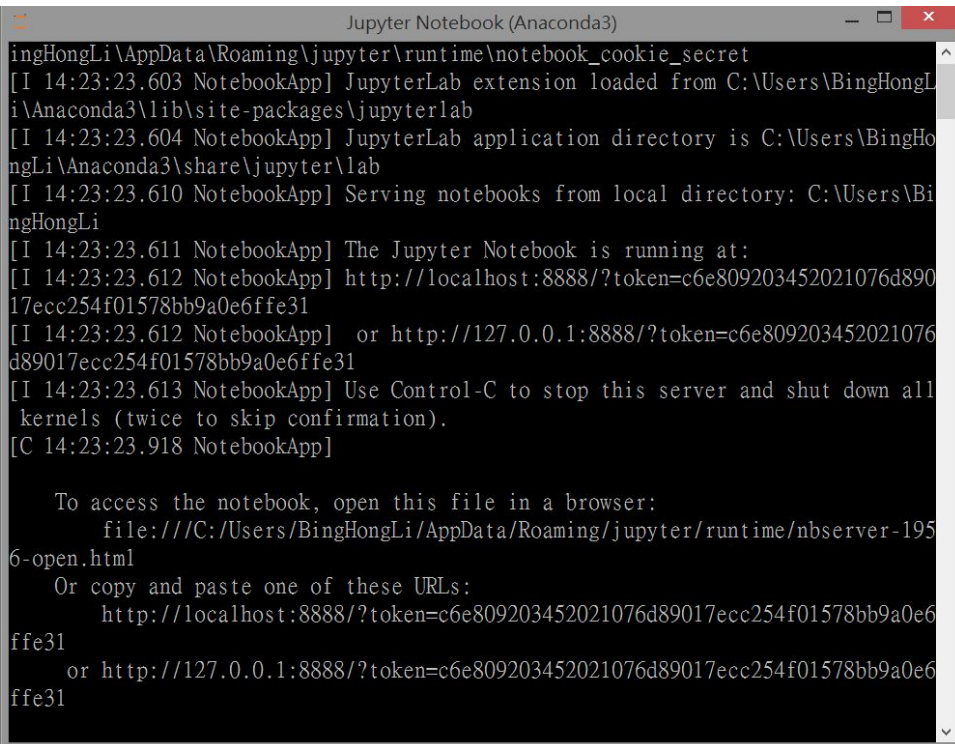 Jupyter Notebook (Anaconda3)
ingHongLi\AppData\Roaming\jupyter\runtime\notebook_cookie_secret
[I 14:23:23.603 NotebookApp] JupyterLab extension loaded from C:\Users\BingHongL
i\Anaconda3\lib\site-packages\jupyterlab
[I 14:23:23.604 NotebookApp] JupyterLab application directory is C:\Users\BingHo
ngLi\Anaconda3\share\jupyter\lab
[I 14:23:23.610 NotebookApp] Serving notebooks from local directory: C:\Users\Bi
ngHongLi
[I 14:23:23.611 NotebookApp] The Jupyter Notebook is running at:
[I 14:23:23.612 NotebookApp] http://localhost:8888/?token=c6e809203452021076d890
17ecc254f01578bb9a0e6ffe31
[I 14:23:23.612 NotebookApp]  or http://127.0.0.1:8888/?token=c6e809203452021076
d89017ecc254f01578bb9a0e6ffe31
[I 14:23:23.613 NotebookApp] Use Control-C to stop this server and shut down all
 kernels (twice to skip confirmation).
[C 14:23:23.918 NotebookApp]
    To access the notebook, open this file in a browser:
        file:///C:/Users/BingHongLi/AppData/Roaming/jupyter/runtime/nbserver-195
6-open.html
    Or copy and paste one of these URLs:
        http://localhost:8888/?token=c6e809203452021076d89017ecc254f01578bb9a0e6
ffe31
     or http://127.0.0.1:8888/?token=c6e809203452021076d89017ecc254f01578bb9a0e6
ffe31